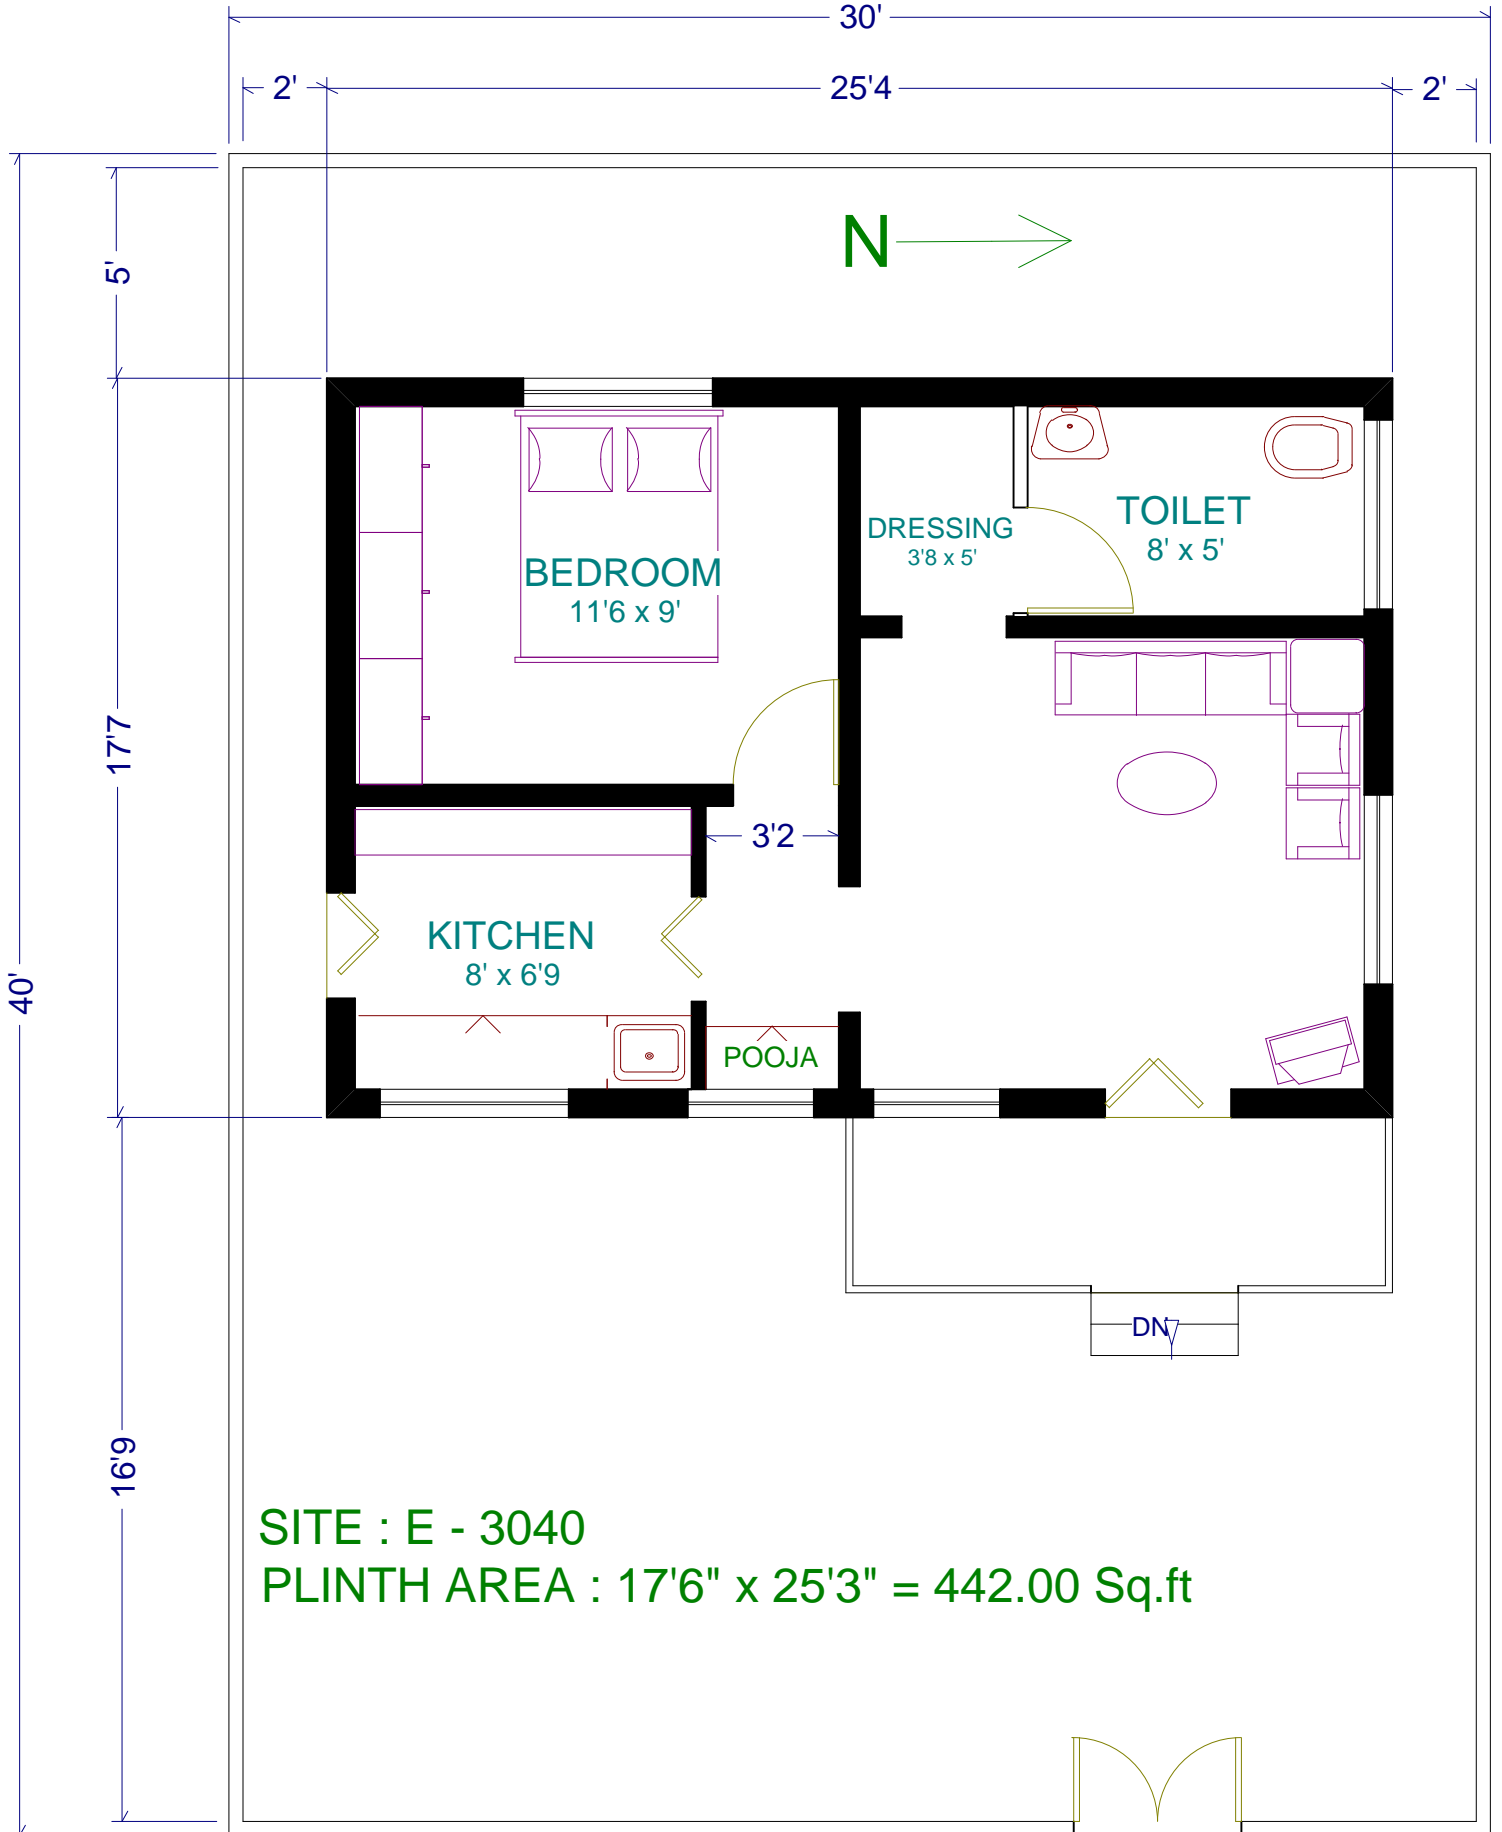 30'
2'
25'4
2'
N
5'
DRESSING
3'8 x 5'
TOILET
8' x 5'
BEDROOM
11'6 x 9'
17'7
3'2
KITCHEN
8' x 6'9
40'
POOJA
DN
16'9
SITE : E - 3040
PLINTH AREA : 17'6" x 25'3" = 442.00 Sq.ft